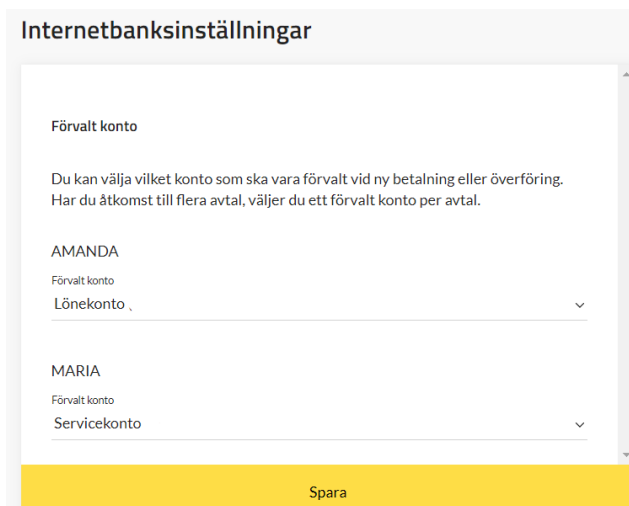 Internetbanksinställningar
Förvalt konto
Du kan välja vilket konto som ska vara förvalt vid ny betalning eller överföring.
Har du åtkomst till flera avtal, väljer du ett förvalt konto per avtal.
AMANDA
Förvalt konto
Lönekonto
MARIA
Förvalt konto
Servicekonto
Spara